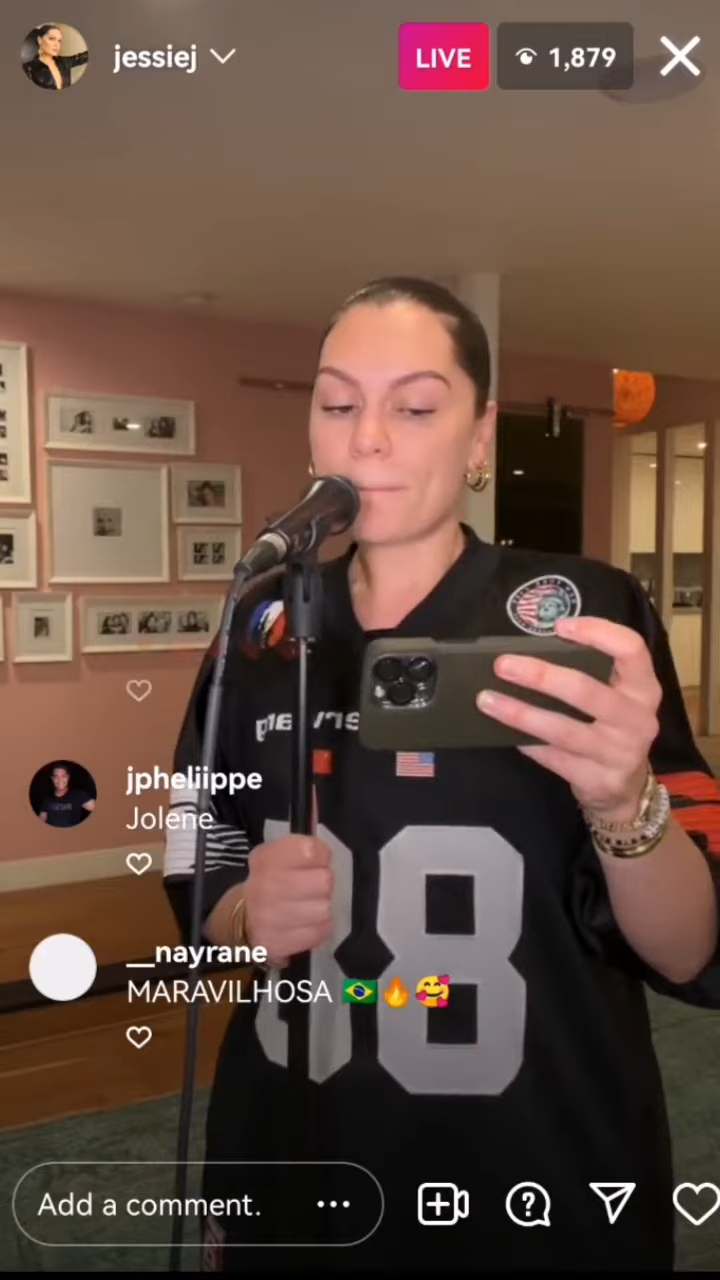 jessiej
LIVE
1,879
jpheliippe
Jolene
__nayrane
MARAVILHOSA 🇧🇷🔥🥰
88
Add a comment.